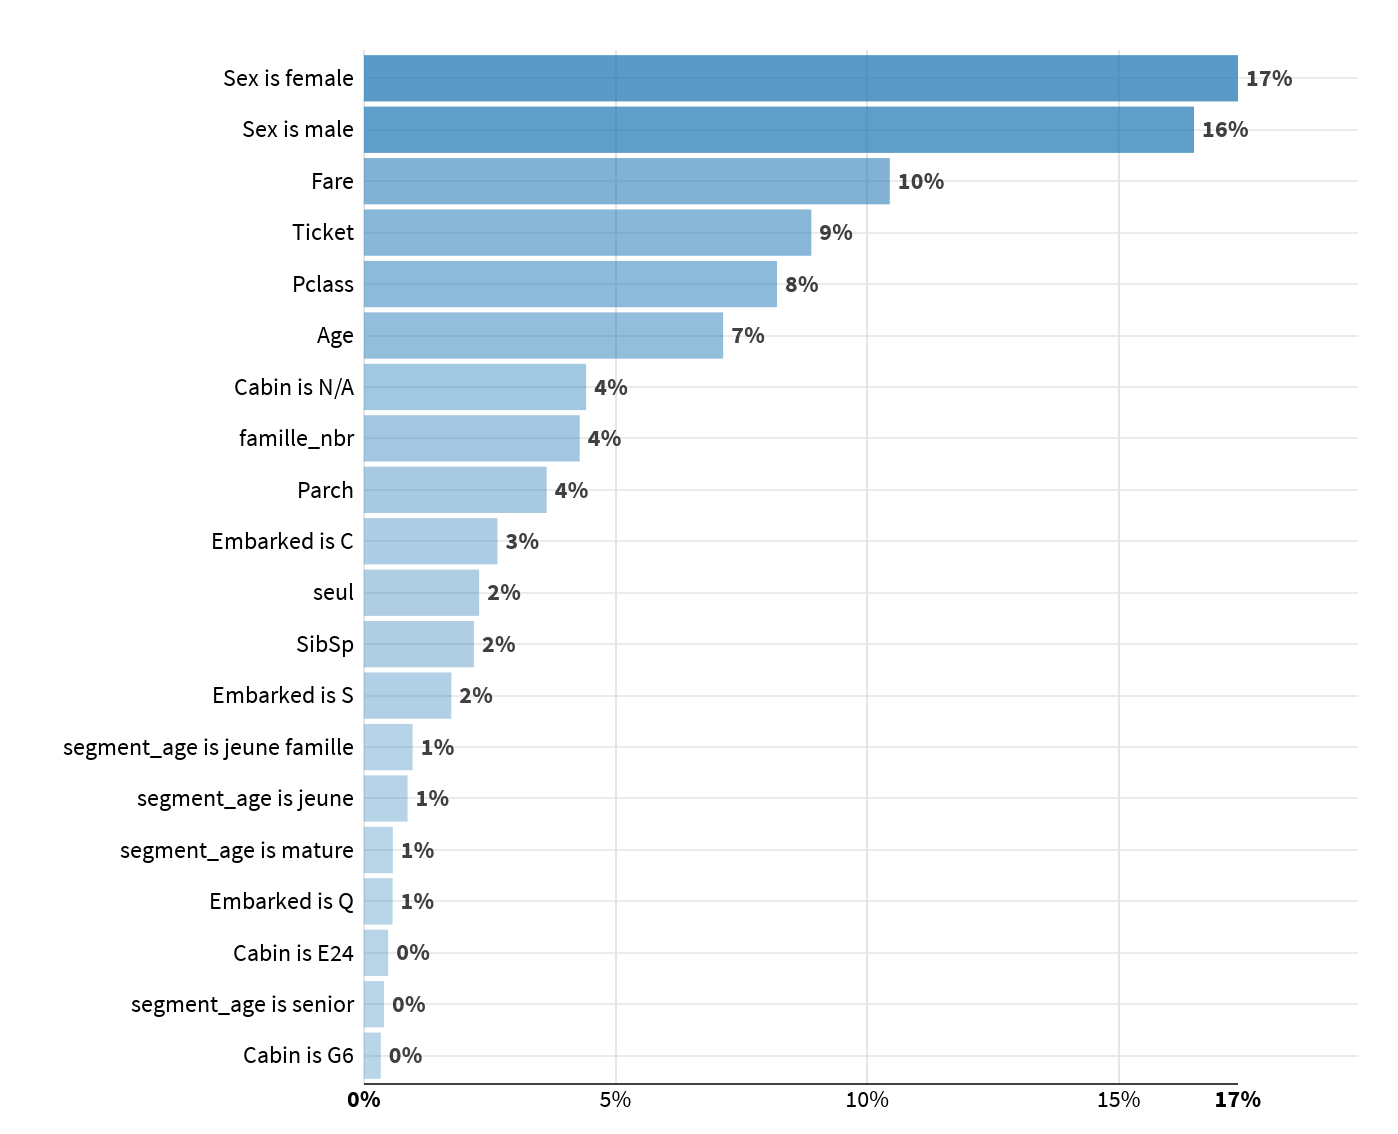 Sex is female 17%
Sex is male 16%
Fare 10%
Ticket 9%
Pclass 8%
Age 7%
Cabin is N/A 4%
famille_nbr 4%
Parch 4%
Embarked is C 3%
seul 2%
SibSp 2%
Embarked is S 2%
segment_age is jeune famille 1%
segment_age is jeune 1%
segment_age is mature 1%
Embarked is Q 1%
Cabin is E24 0%
segment_age is senior 0%
Cabin is G6 0%
0% 5% 10% 15% 17%